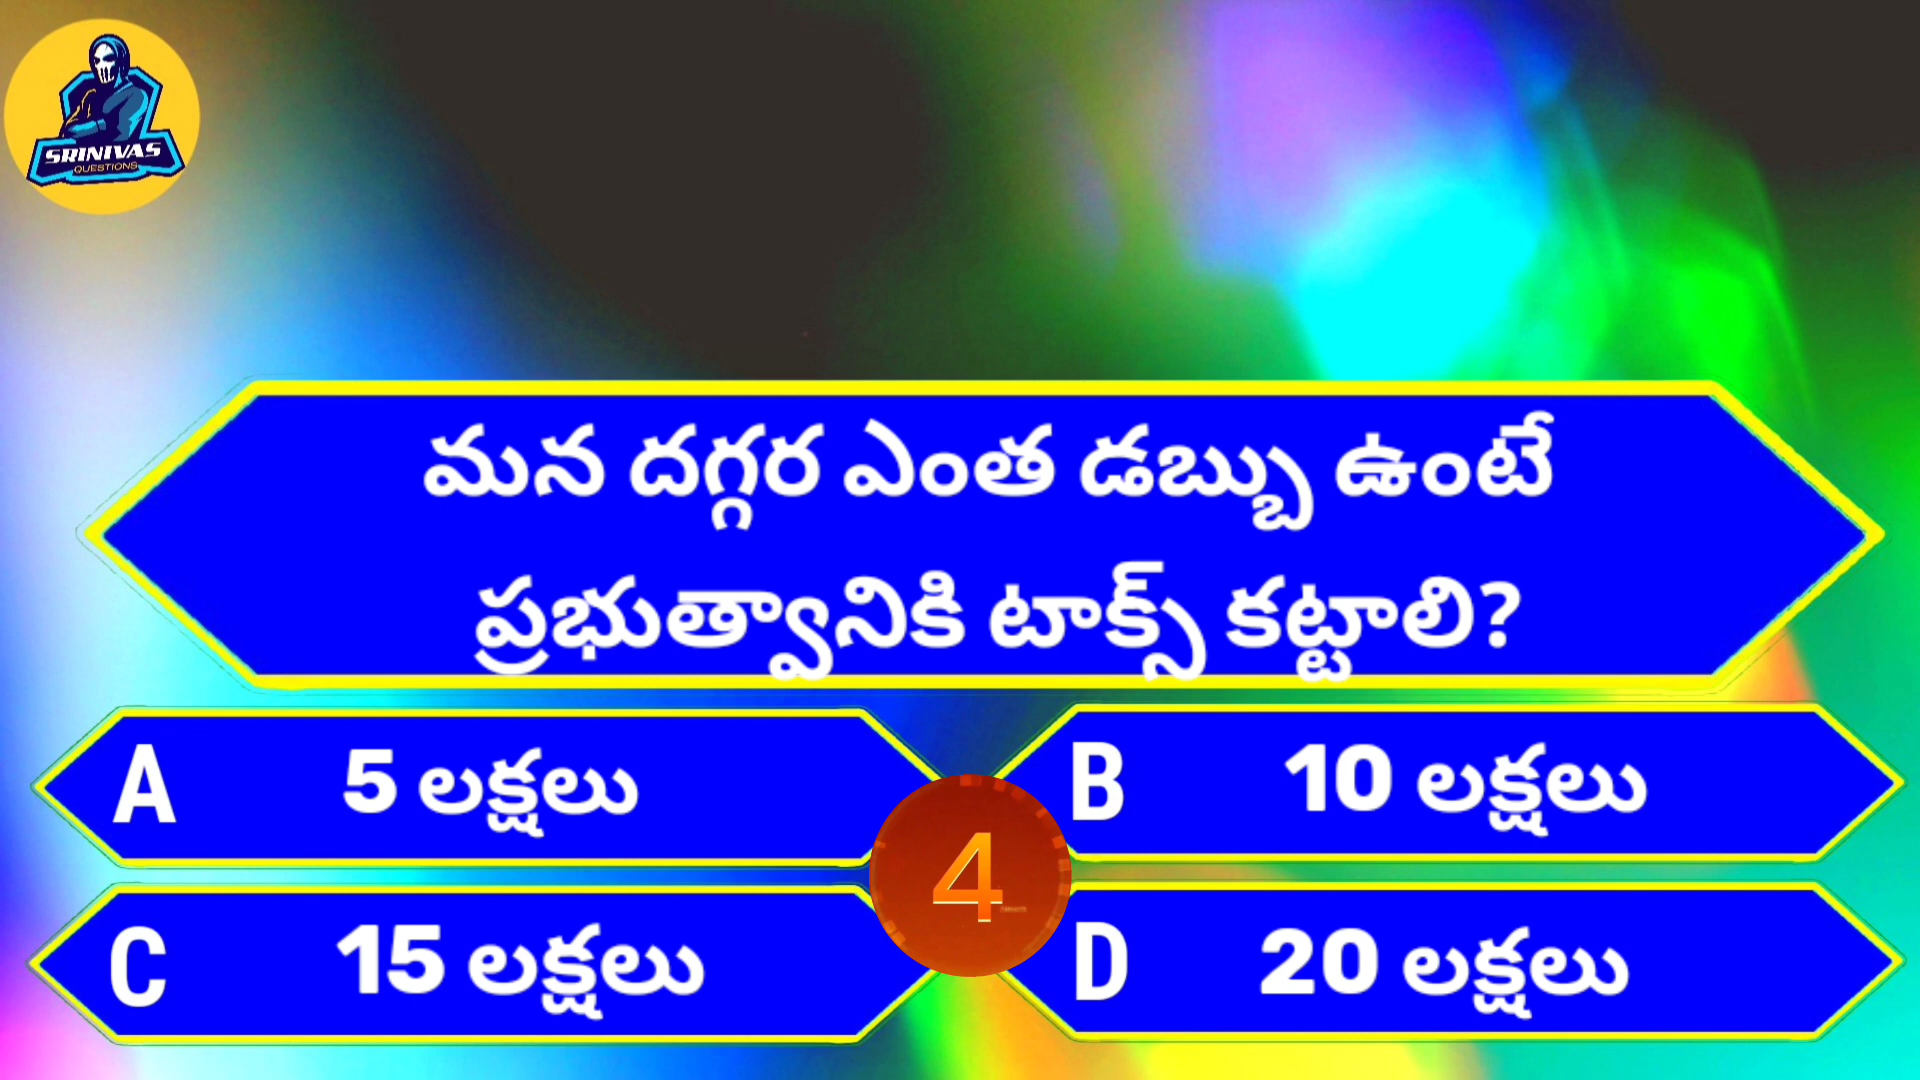 SRINIVAS
QUESTIONS
మన దగ్గర ఎంత డబ్బు ఉంటే
ప్రభుత్వానికి టాక్స్ కట్టాలి?
A 5 లక్షలు
B 10 లక్షలు
4
C 15 లక్షలు
D 20 లక్షలు